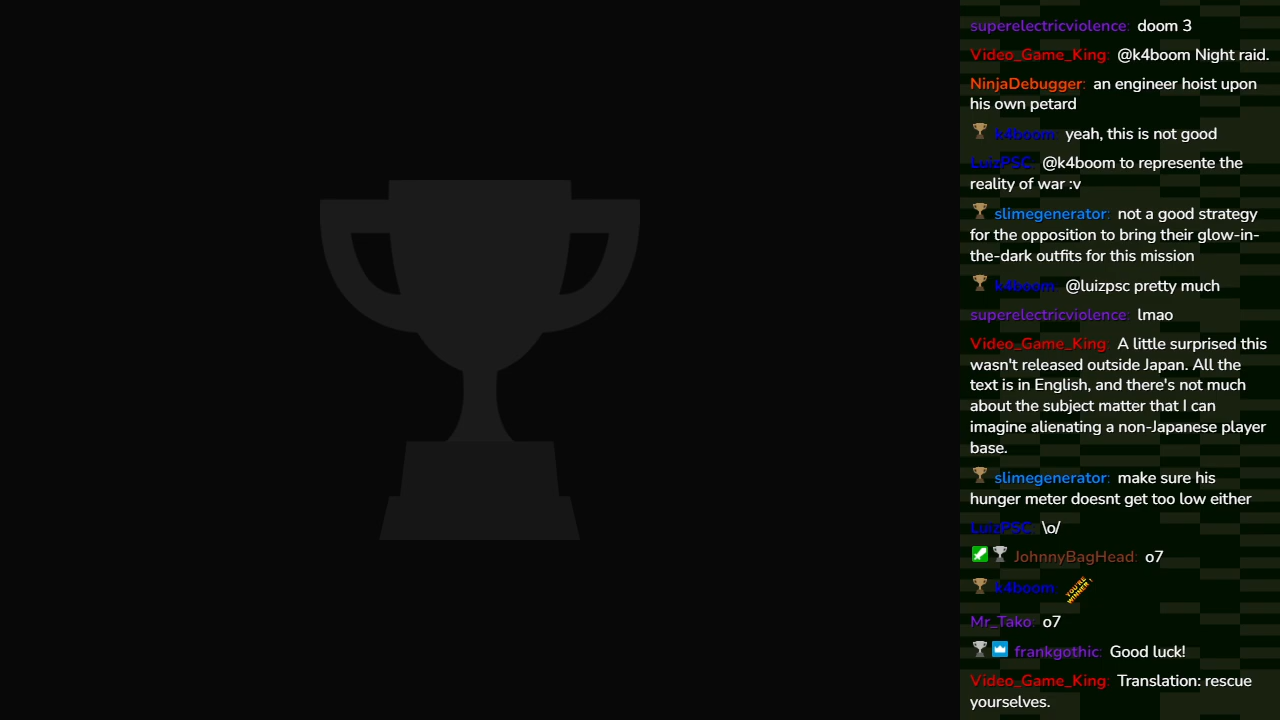 superelectricviolence: doom 3
Video_Game_King: @k4boom Night raid.
NinjaDebugger: an engineer hoist upon
his own petard
k4boom: yeah, this is not good
LuizPSC: @k4boom to represente the
reality of war :v
slimegenerator: not a good strategy
for the opposition to bring their glow-in-
the-dark outfits for this mission
k4boom: @luizpsc pretty much
superelectricviolence: lmao
Video_Game_King: A little surprised this
wasn't released outside Japan. All the
text is in English, and there's not much
about the subject matter that I can
imagine alienating a non-Japanese player
base.
slimegenerator: make sure his
hunger meter doesnt get too low either
LuizPSC: \o/
JohnnyBagHead: o7
k4boom: YOU'RE
WINNER !
Mr_Tako: o7
frankgothic: Good luck!
Video_Game_King: Translation: rescue
yourselves.